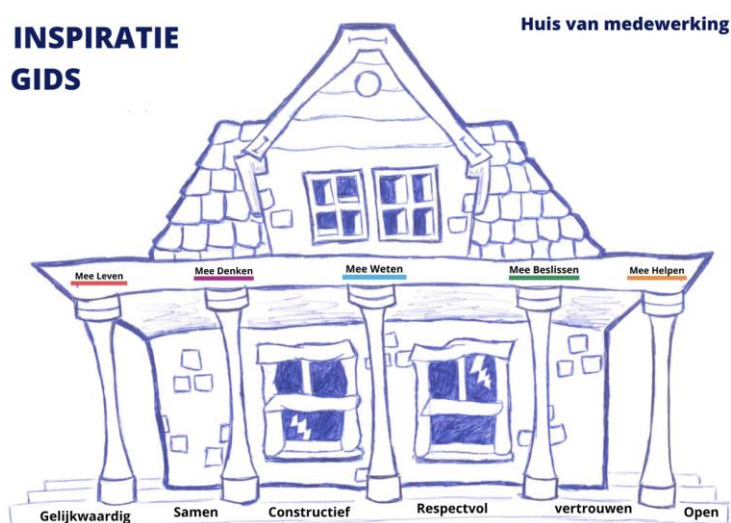 INSPIRATIE
GIDS
Huis van medewerking
Mee Leven
Mee Denken
Mee Weten
Mee Beslissen
Mee Helpen
Gelijkwaardig
Samen
Constructief
Respectvol
vertrouwen
Open